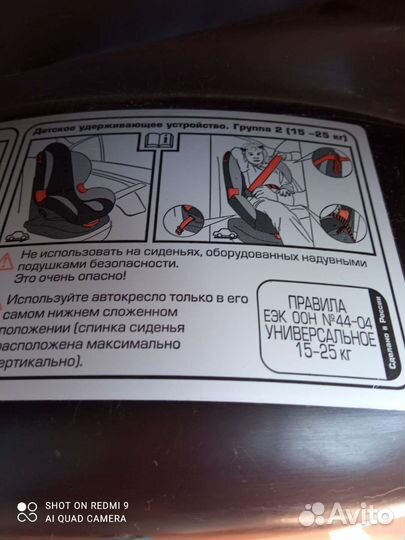 Детское удерживающее устройство. Группа 2 (15 -25 кг)
Не использовать на сиденьях, оборудованных надувными
подушками безопасности.
Это очень опасно!
Используйте автокресло только в его
самом нижнем сложенном
положении (спинка сиденья
расположена максимально
вертикально).
ПРАВИЛА
ЕЭК ООН №44-04
УНИВЕРСАЛЬНОЕ
15-25 кг
Сделано в России
SHOT ON REDMI 9
AI QUAD CAMERA
Avito